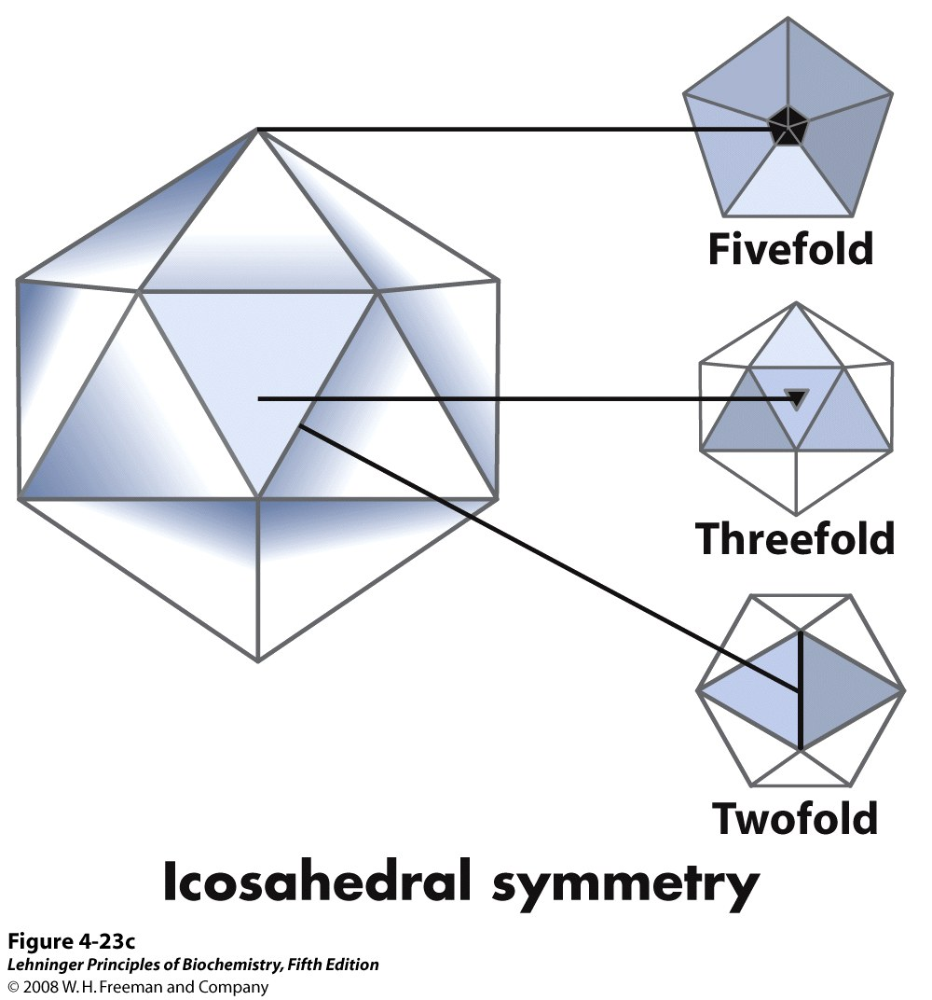 Fivefold
Threefold
Twofold
Icosahedral symmetry
Figure 4-23c
Lehninger Principles of Biochemistry, Fifth Edition
© 2008 W. H. Freeman and Company